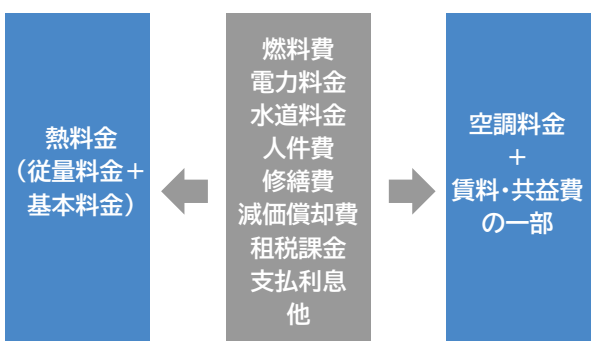 熱料金
（従量料金＋
基本料金）
燃料費
電力料金
水道料金
人件費
修繕費
減価償却費
租税課金
支払利息
他
空調料金
＋
賃料・共益費
の一部